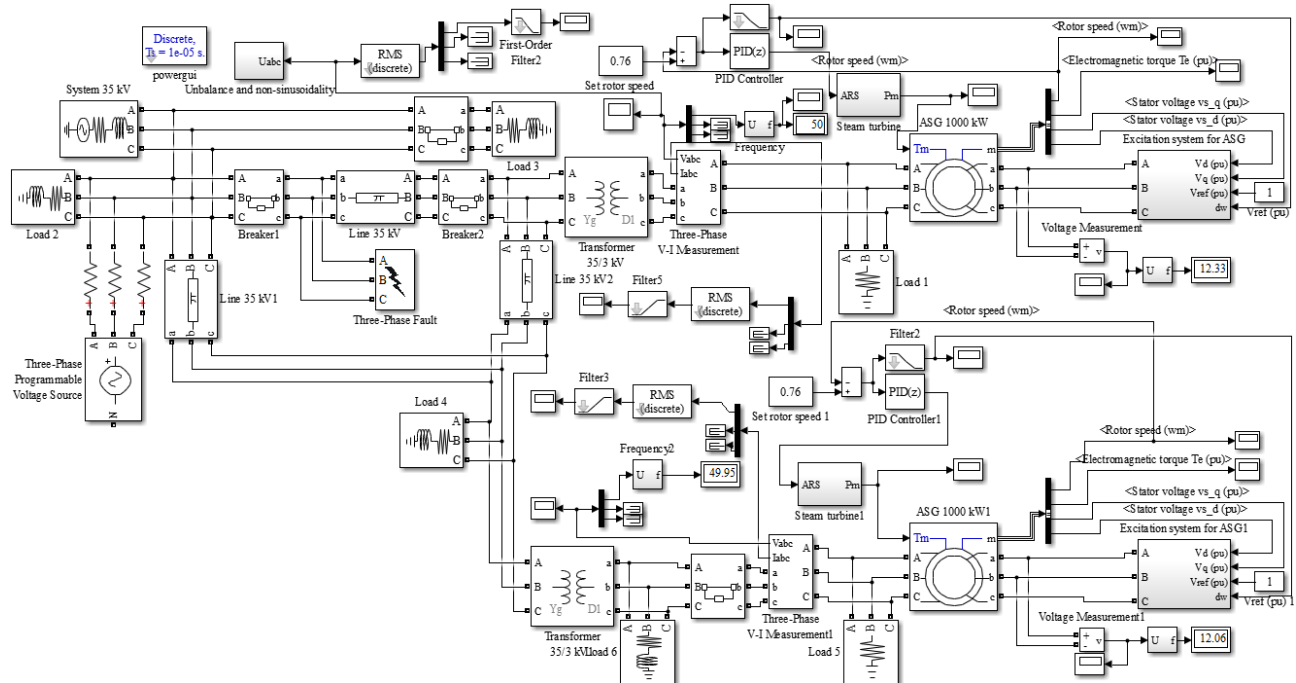 Discrete,
Ts = 1e-05 s.
powergui
Uabc
Unbalance and non-sinusoidality
RMS
(discrete)
First-Order
Filter2
0.76
Set rotor speed
-
+
PID(z)
PID Controller
<Rotor speed (wm)>
ARS
Pm
Steam turbine
<Rotor speed (wm)>
<Electromagnetic torque Te (pu)>
<Stator voltage vs_q (pu)>
<Stator voltage vs_d (pu)>
Excitation system for ASG
A
B
C
Vd (pu)
Vq (pu)
Vref (pu)
dw
1
Vref (pu)
ASG 1000 kW
Tm
m
A
B
C
a
b
c
Voltage Measurement
+
-
v
U
f
12.33
System 35 kV
A
B
C
A
B
C
a
b
c
A
B
C
Load 3
U
f
50
Frequency
Load 2
A
B
C
A
B
C
a
b
c
Breaker1
A
b
C
a
b
c
Line 35 kV
A
B
C
a
b
c
Breaker2
A
B
C
a
b
c
Yg
D1
Transformer
35/3 kV
Vabc
Iabc
a
b
c
A
B
C
Three-Phase
V-I Measurement
A
B
C
Load 1
A
B
C
a
b
c
Line 35 kV1
A
B
C
Three-Phase Fault
A
B
C
a
b
c
Line 35 kV2
Three-Phase
Programmable
Voltage Source
A
B
C
+
N
Filter5
RMS
(discrete)
<Rotor speed (wm)>
Filter2
0.76
Set rotor speed 1
-
+
PID(z)
PID Controller1
Filter3
RMS
(discrete)
Load 4
A
B
C
Frequency2
U
f
49.95
ARS
Pm
Steam turbine1
<Rotor speed (wm)>
<Electromagnetic torque Te (pu)>
<Stator voltage vs_q (pu)>
<Stator voltage vs_d (pu)>
Excitation system for ASG1
A
B
C
Vd (pu)
Vq (pu)
Vref (pu)
dw
1
Vref (pu) 1
ASG 1000 kW1
Tm
m
A
B
C
a
b
c
Voltage Measurement1
+
-
v
U
f
12.06
A
B
C
a
b
c
Yg
D1
Transformer
35/3 kV1
A
B
C
Load 6
A
B
C
a
b
c
Vabc
Iabc
a
b
c
A
B
C
Three-Phase
V-I Measurement1
A
B
C
Load 5